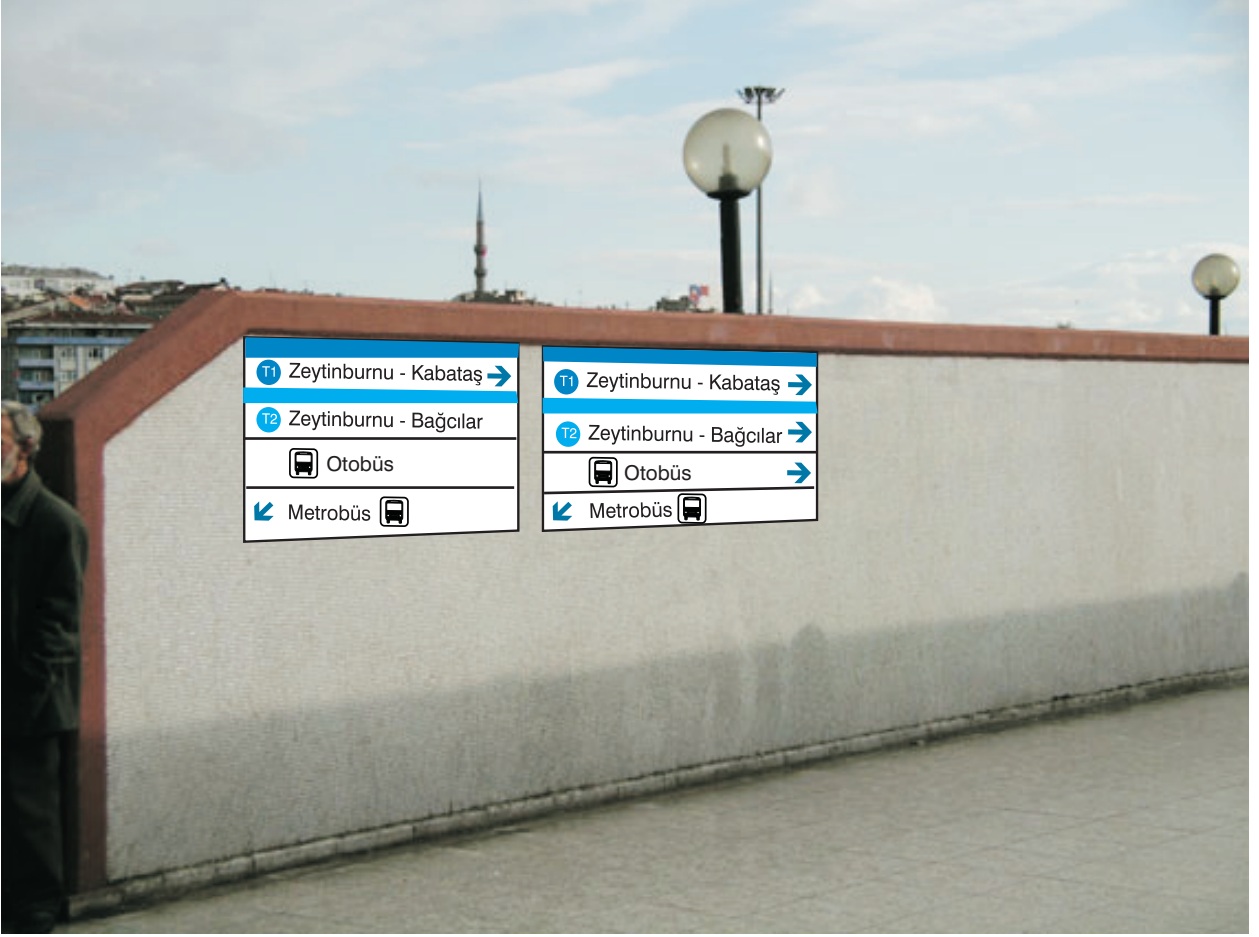 T1 Zeytinburnu - Kabataş
T2 Zeytinburnu - Bağcılar
Otobüs
Metrobüs
T1 Zeytinburnu - Kabataş
T2 Zeytinburnu - Bağcılar
Otobüs
Metrobüs